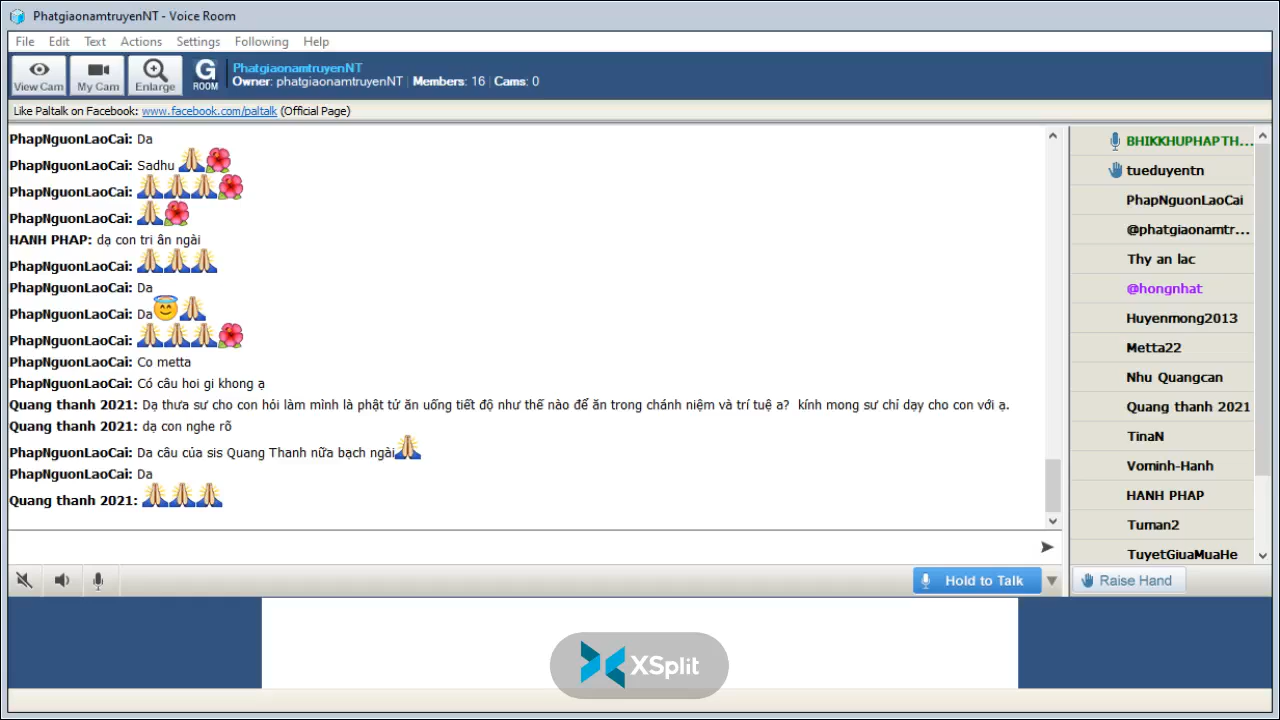 PhatgiaonamtruyenNT - Voice Room
File Edit Text Actions Settings Following Help
View Cam My Cam Enlarge G ROOM
PhatgiaonamtruyenNT
Owner: phatgiaonamtruyenNT | Members: 16 | Cams: 0
Like Paltalk on Facebook: www.facebook.com/paltalk (Official Page)
PhapNguonLaoCai: Da
PhapNguonLaoCai: Sadhu
PhapNguonLaoCai:
PhapNguonLaoCai:
HANH PHAP: dạ con tri ân ngài
PhapNguonLaoCai:
PhapNguonLaoCai: Da
PhapNguonLaoCai: Da
PhapNguonLaoCai:
PhapNguonLaoCai: Co metta
PhapNguonLaoCai: Có câu hoi gi khong ạ
Quang thanh 2021: Dạ thưa sư cho con hỏi làm mình là phật tử ăn uống tiết độ như thế nào để ăn trong chánh niệm và trí tuệ a? kính mong sư chỉ dạy cho con với ạ.
Quang thanh 2021: dạ con nghe rõ
PhapNguonLaoCai: Da câu của sis Quang Thanh nữa bạch ngài
PhapNguonLaoCai: Da
Quang thanh 2021:
BHIKKHUPHAPTH...
tueduyentn
PhapNguonLaoCai
@phatgiaonamtr...
Thy an lac
@hongnhat
Huyenmong2013
Metta22
Nhu Quangcan
Quang thanh 2021
TinaN
Vominh-Hanh
HANH PHAP
Tuman2
TuyetGiuaMuaHe
Hold to Talk
Raise Hand
XSplit